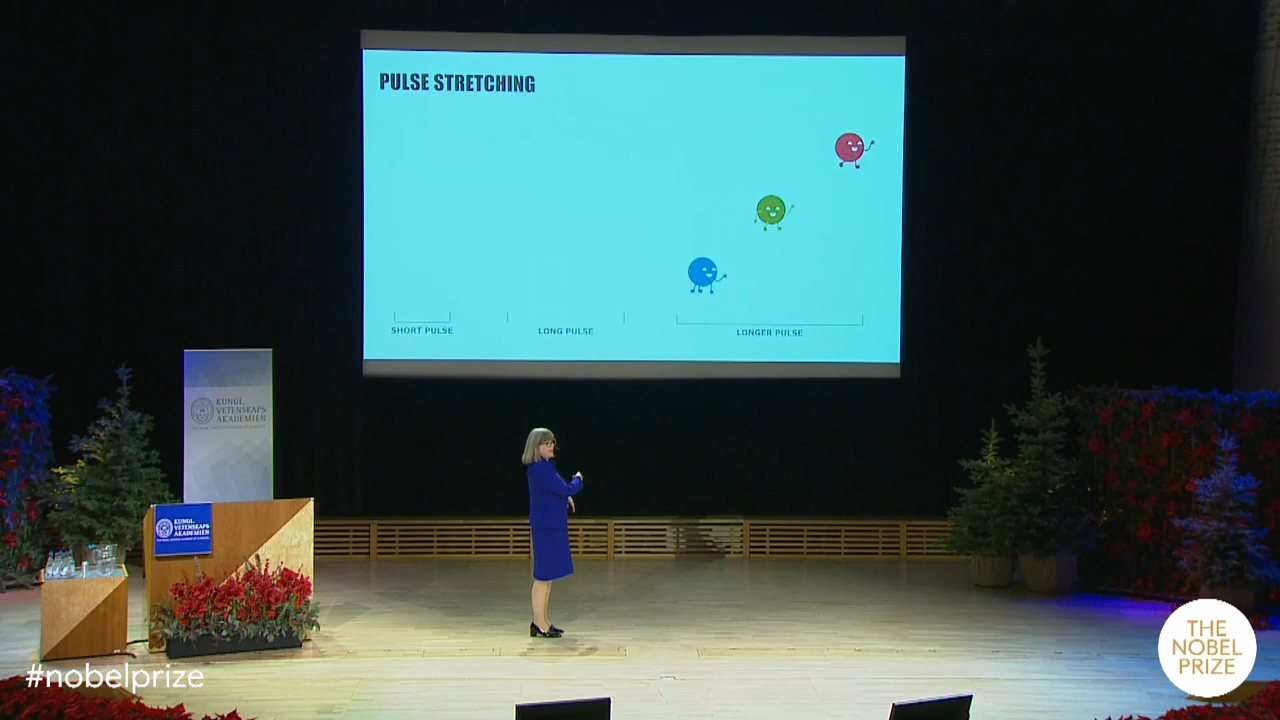 PULSE STRETCHING
SHORT PULSE
LONG PULSE
LONGER PULSE
KUNGL.
VETENSKAPS
AKADEMIEN
KUNGL.
VETENSKAPS
AKADEMIEN
#nobelprize
THE
NOBEL
PRIZE